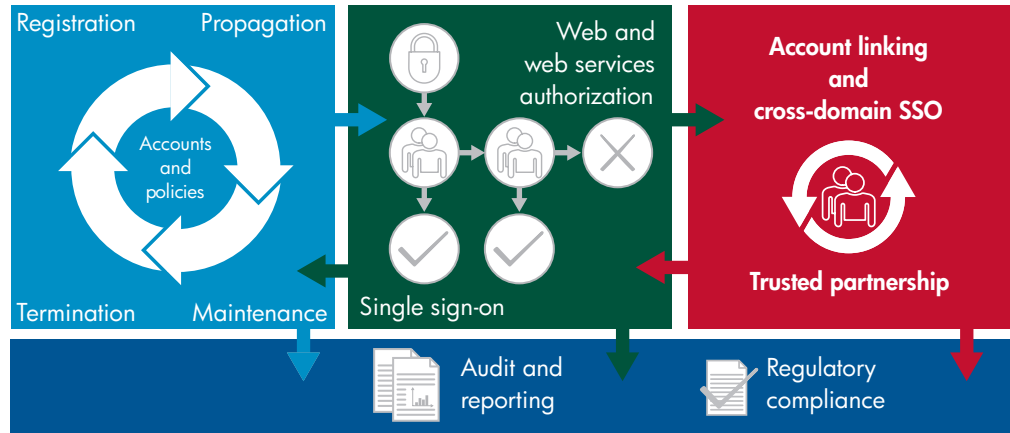 Registration
Propagation
Accounts
and
policies
Termination
Maintenance
Web and
web services
authorization
Single sign-on
Account linking
and
cross-domain SSO
Trusted partnership
Audit and
reporting
Regulatory
compliance